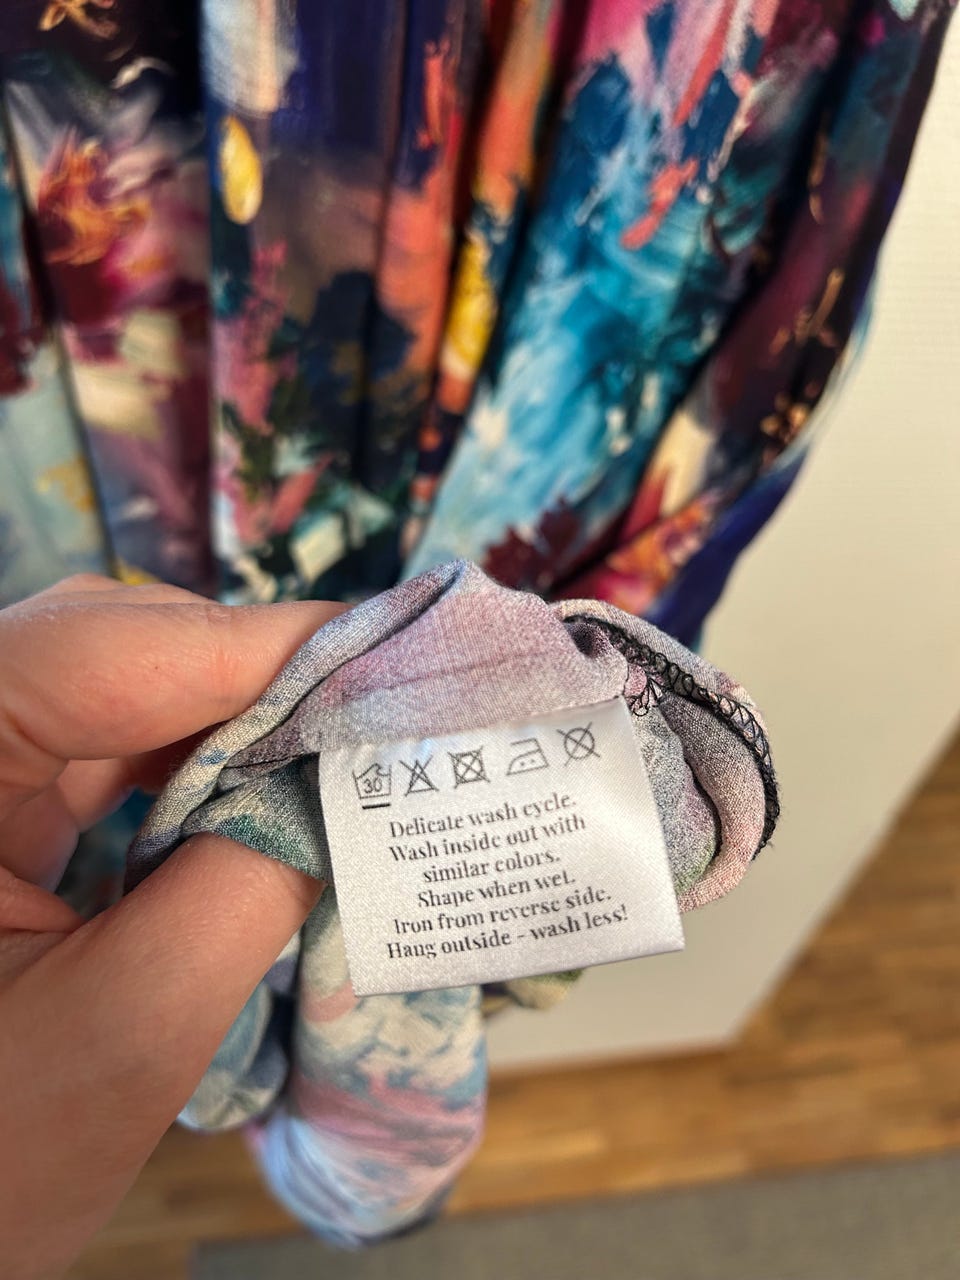 30
Delicate wash cycle.
Wash inside out with
similar colors.
Shape when wet.
Iron from reverse side.
Hang outside - wash less!